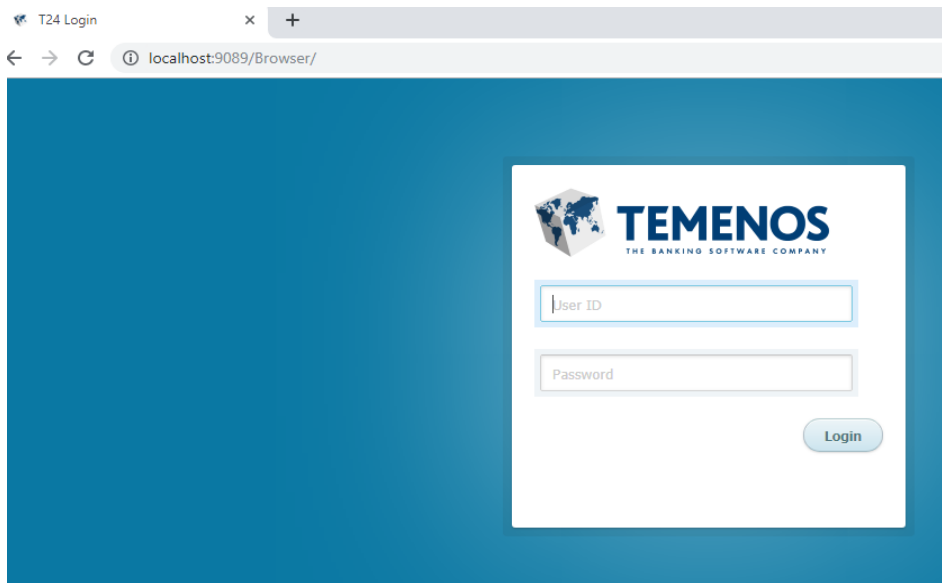 T24 Login
localhost:9089/Browser/
TEMENOS
THE BANKING SOFTWARE COMPANY
User ID
Password
Login